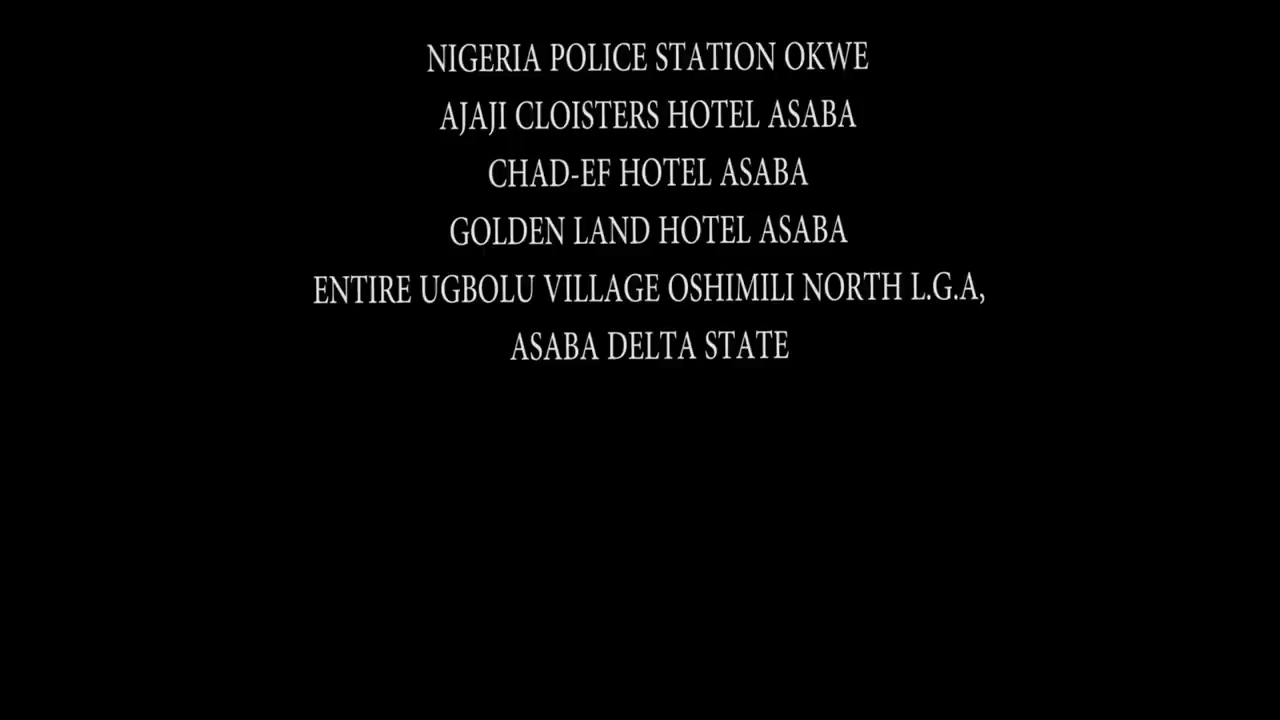 NIGERIA POLICE STATION OKWE
AJAJI CLOISTERS HOTEL ASABA
CHAD-EF HOTEL ASABA
GOLDEN LAND HOTEL ASABA
ENTIRE UGBOLU VILLAGE OSHIMILI NORTH L.G.A,
ASABA DELTA STATE